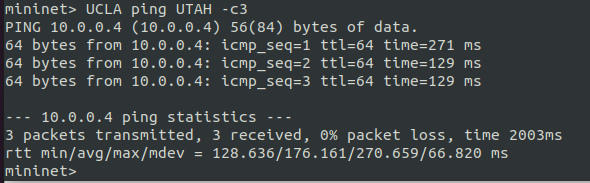 mininet> UCLA ping UTAH -c3
PING 10.0.0.4 (10.0.0.4) 56(84) bytes of data.
64 bytes from 10.0.0.4: icmp_seq=1 ttl=64 time=271 ms
64 bytes from 10.0.0.4: icmp_seq=2 ttl=64 time=129 ms
64 bytes from 10.0.0.4: icmp_seq=3 ttl=64 time=129 ms

--- 10.0.0.4 ping statistics ---
3 packets transmitted, 3 received, 0% packet loss, time 2003ms
rtt min/avg/max/mdev = 128.636/176.161/270.659/66.820 ms
mininet>